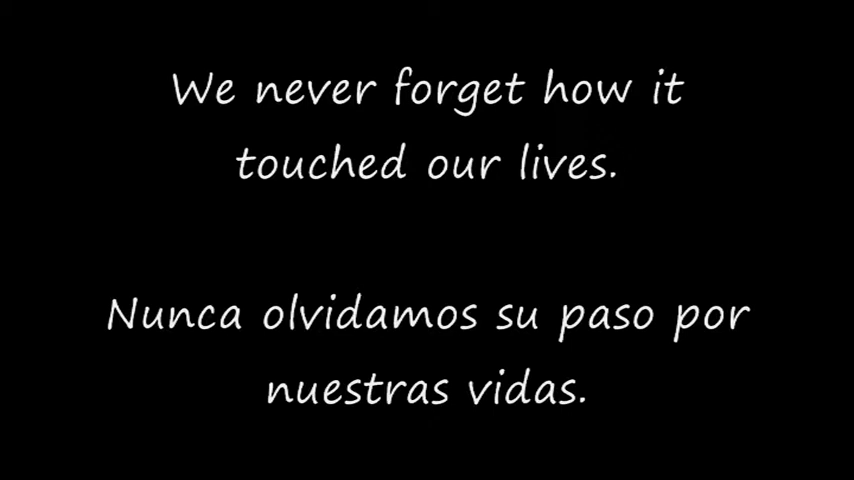 We never forget how it
touched our lives.
Nunca olvidamos su paso por
nuestras vidas.